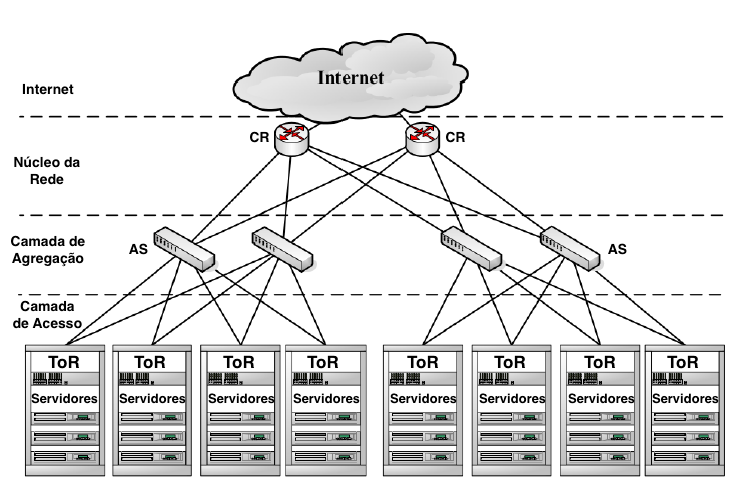 Internet
Internet
CR
CR
Núcleo da
Rede
Camada de
Agregação
AS
AS
Camada
de Acesso
ToR
ToR
ToR
ToR
ToR
ToR
ToR
ToR
Servidores
Servidores
Servidores
Servidores
Servidores
Servidores
Servidores
Servidores